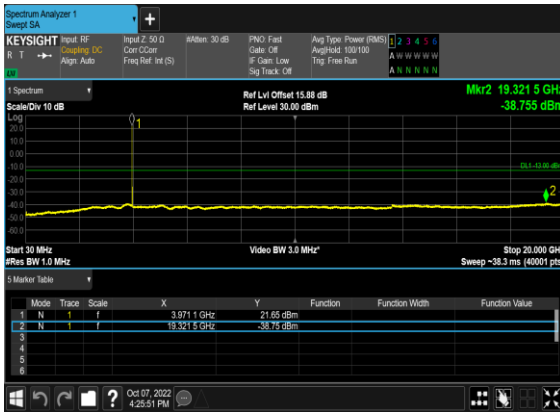 Spectrum Analyzer 1
Swept SA
KEYSIGHT Input: RF Input Z: 50 Ω #Atten: 30 dB PNO: Fast Avg Type: Power (RMS) 1 2 3 4 5 6
R T Coupling: DC Corr CCorr Gate: Off Avg|Hold: 100/100 A W W W W W
Align: Auto Freq Ref: Int (S) IF Gain: Low Trig: Free Run
Sig Track: Off A N N N N N
1 Spectrum Ref Lvl Offset 15.88 dB Mkr2 19.321 5 GHz
Scale/Div 10 dB Ref Level 30.00 dBm -38.755 dBm
Log
20.0
10.0
0.00
-10.0
-20.0
-30.0
-40.0
-50.0
-60.0
1
DL1 -13.00 dBm
2
Start 30 MHz Video BW 3.0 MHz* Stop 20.000 GHz
#Res BW 1.0 MHz Sweep ~38.3 ms (40001 pts)
5 Marker Table
Mode Trace Scale X Y Function Function Width Function Value
1 N 1 f 3.971 1 GHz 21.65 dBm
2 N 1 f 19.321 5 GHz -38.75 dBm
3
4
5
6
? Oct 07, 2022
4:25:51 PM